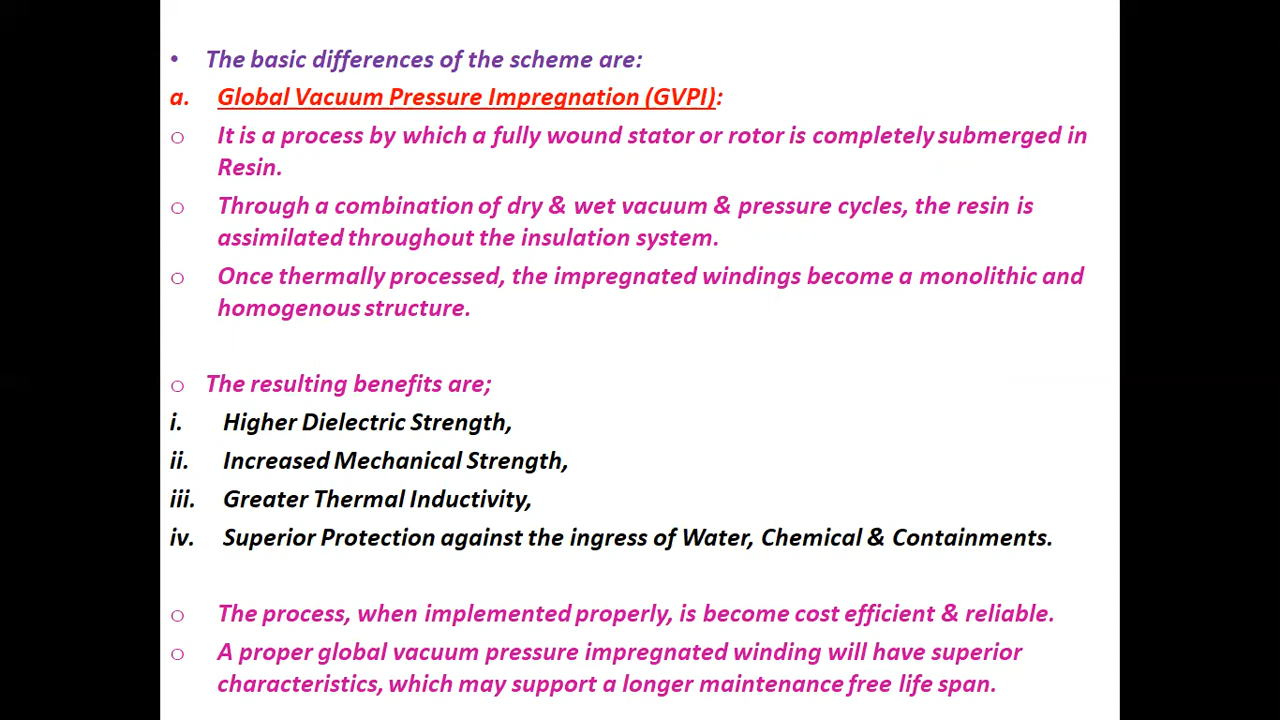 • The basic differences of the scheme are:
a. Global Vacuum Pressure Impregnation (GVPI):
o It is a process by which a fully wound stator or rotor is completely submerged in
Resin.
o Through a combination of dry & wet vacuum & pressure cycles, the resin is
assimilated throughout the insulation system.
o Once thermally processed, the impregnated windings become a monolithic and
homogenous structure.
o The resulting benefits are;
i. Higher Dielectric Strength,
ii. Increased Mechanical Strength,
iii. Greater Thermal Inductivity,
iv. Superior Protection against the ingress of Water, Chemical & Containments.
o The process, when implemented properly, is become cost efficient & reliable.
o A proper global vacuum pressure impregnated winding will have superior
characteristics, which may support a longer maintenance free life span.